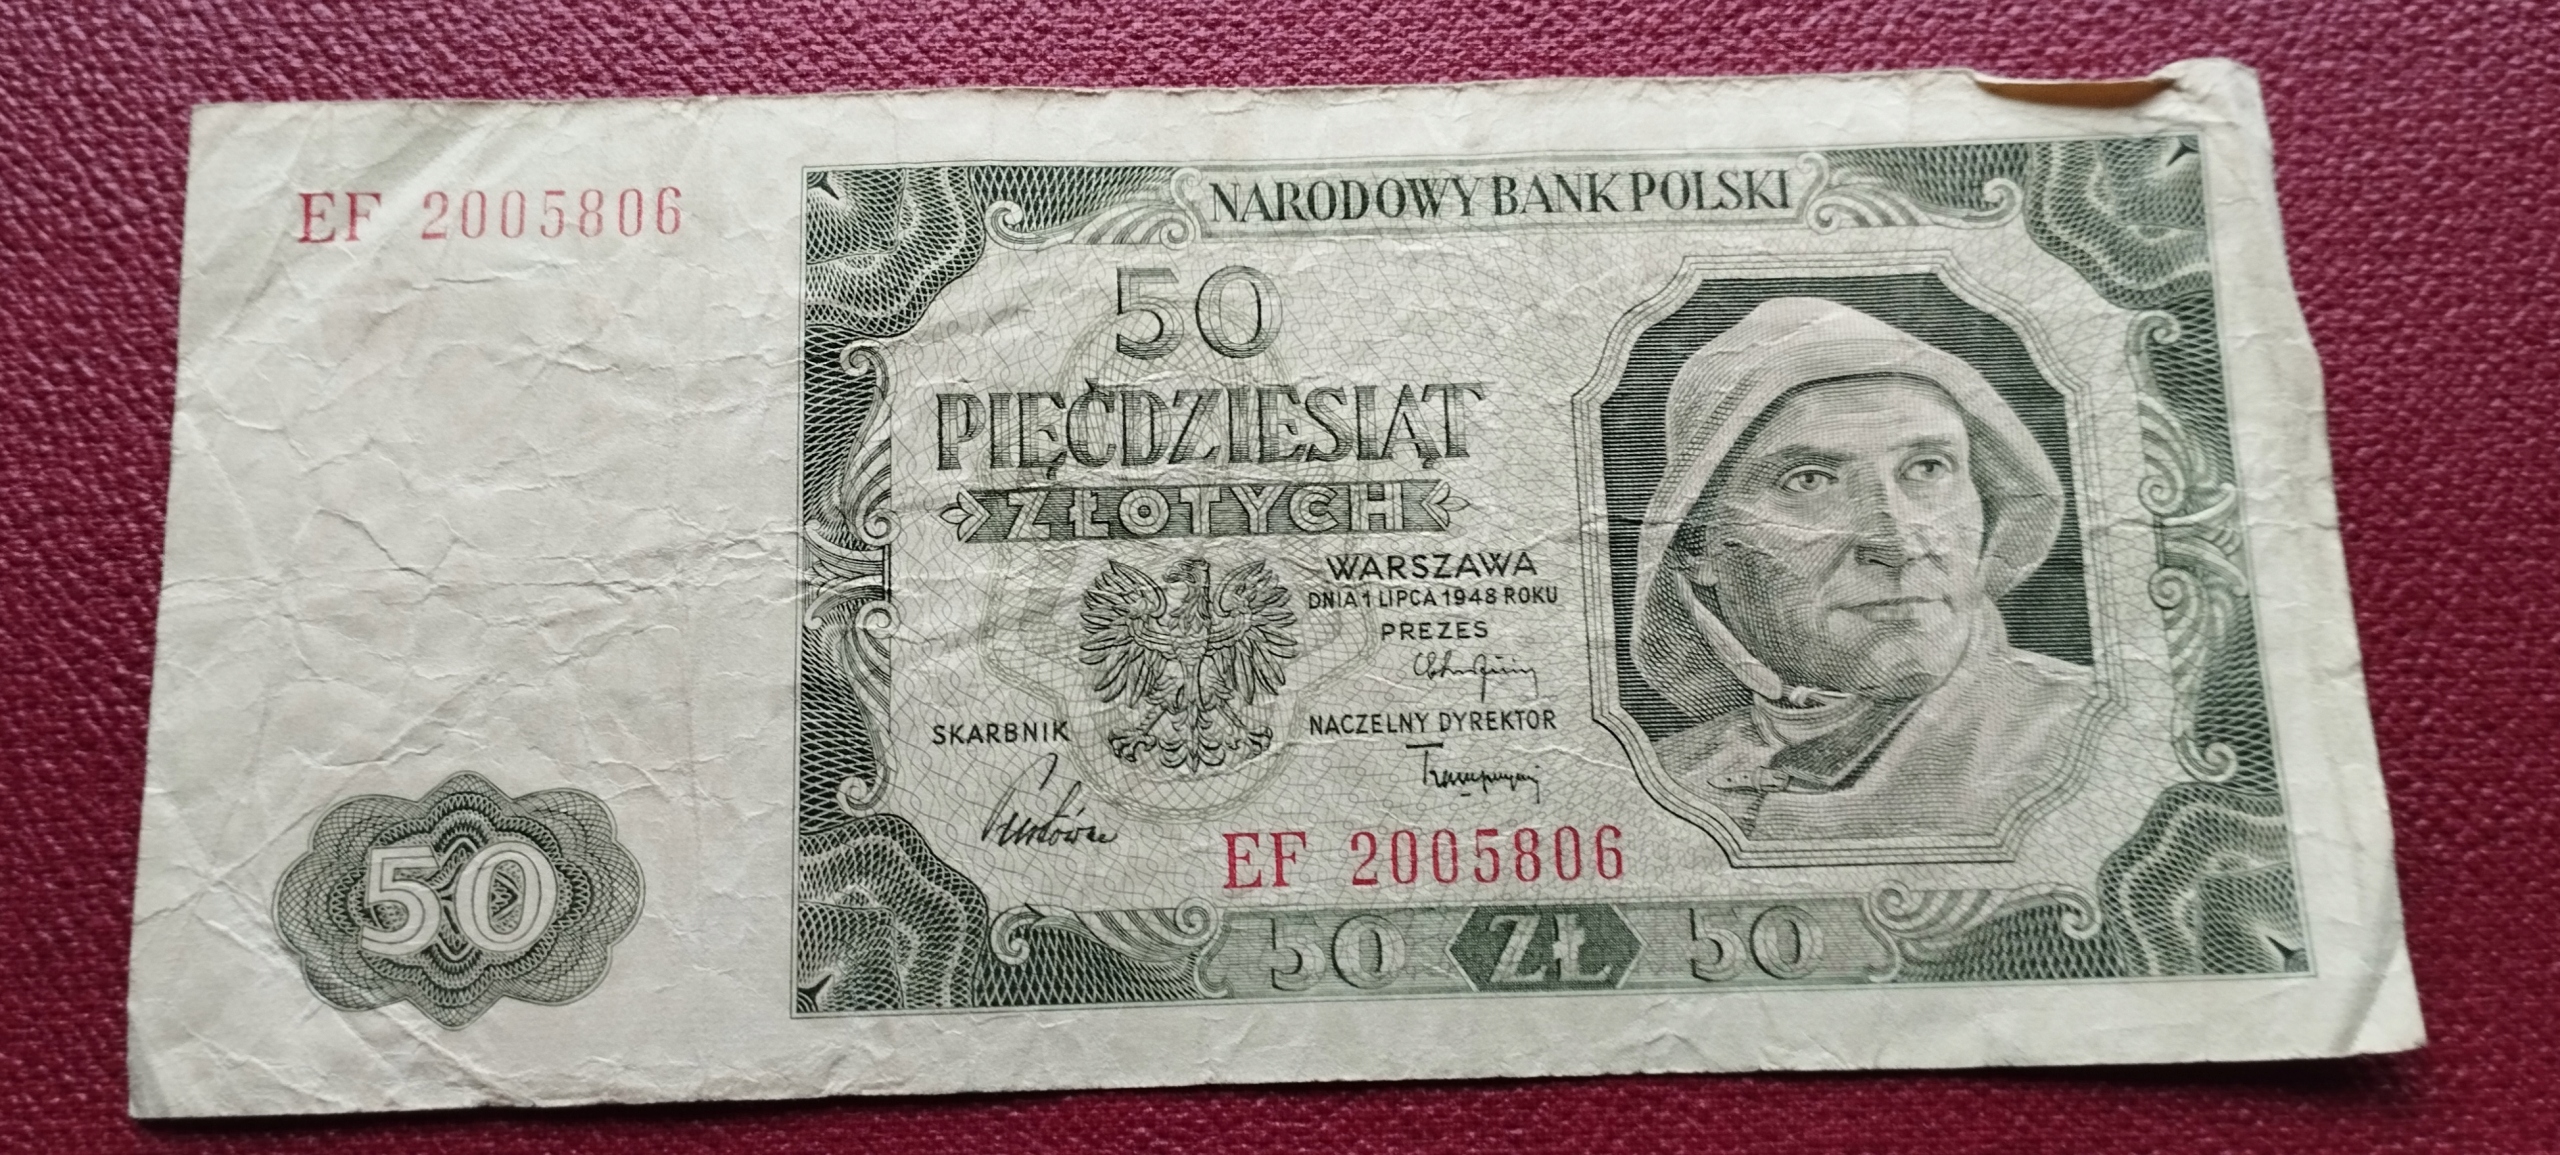 NARODOWY BANK POLSKI
EF 2005806
50
PIĘĆDZIESIĄT
ZŁOTYCH
WARSZAWA
DNIA 1 LIPCA 1948 ROKU
PREZES
SKARBNIK
NACZELNY DYREKTOR
EF 2005806
50
50 ZŁ 50